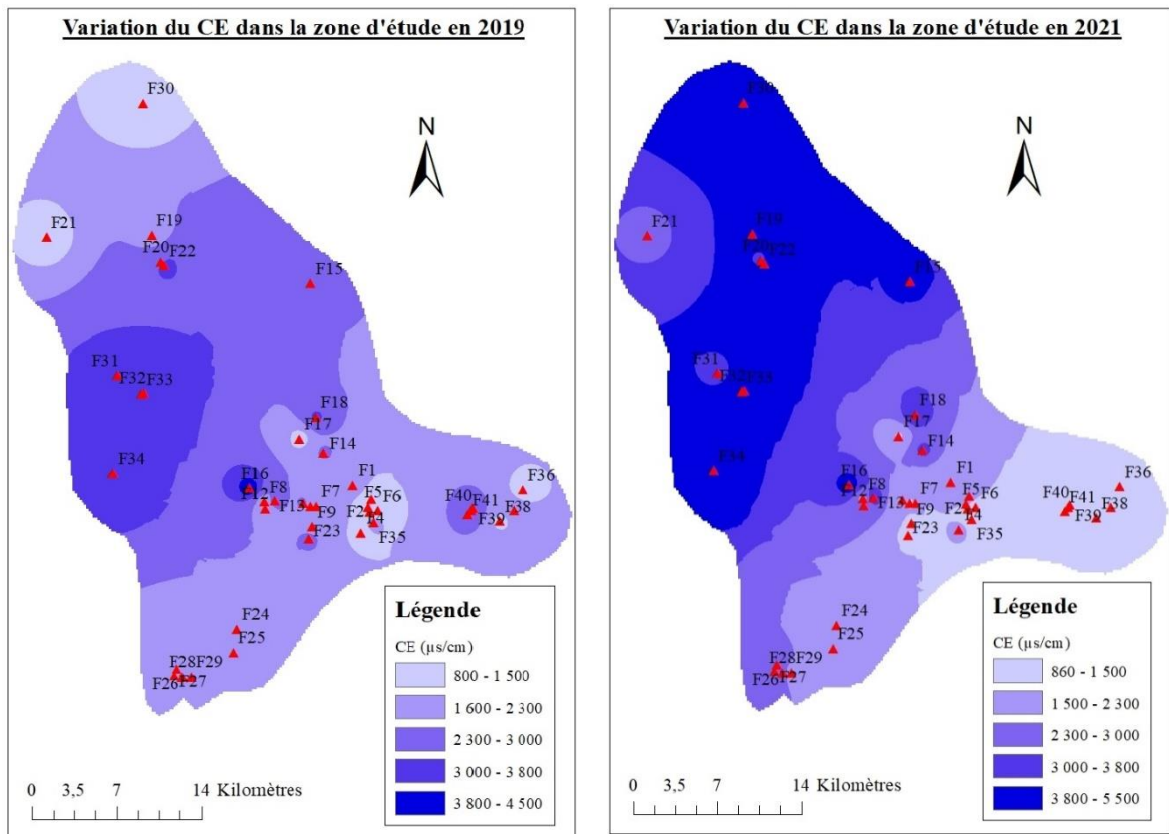 Variation du CE dans la zone d'étude en 2019
F30
N
F21
F19
F20 F22
F15
F31
F32 F33
F18
F17
F14
F34
F16
F12 F8
F13
F1
F7
F5 F6
F9
F2 F4
F23
F35
F36
F40 F41
F38
F39
F24
F25
F28 F29
F26 F27
Légende
CE (µs/cm)
800 - 1 500
1 600 - 2 300
2 300 - 3 000
3 000 - 3 800
3 800 - 4 500
0 3,5 7 14 Kilomètres
Variation du CE dans la zone d'étude en 2021
F30
N
F21
F19
F20 F22
F15
F31
F32 F33
F18
F17
F14
F34
F16
F12 F8
F13
F1
F7
F5 F6
F9
F2 F4
F23
F35
F36
F40 F41
F38
F39
F24
F25
F28 F29
F26 F27
Légende
CE (µs/cm)
860 - 1 500
1 500 - 2 300
2 300 - 3 000
3 000 - 3 800
3 800 - 5 500
0 3,5 7 14 Kilomètres